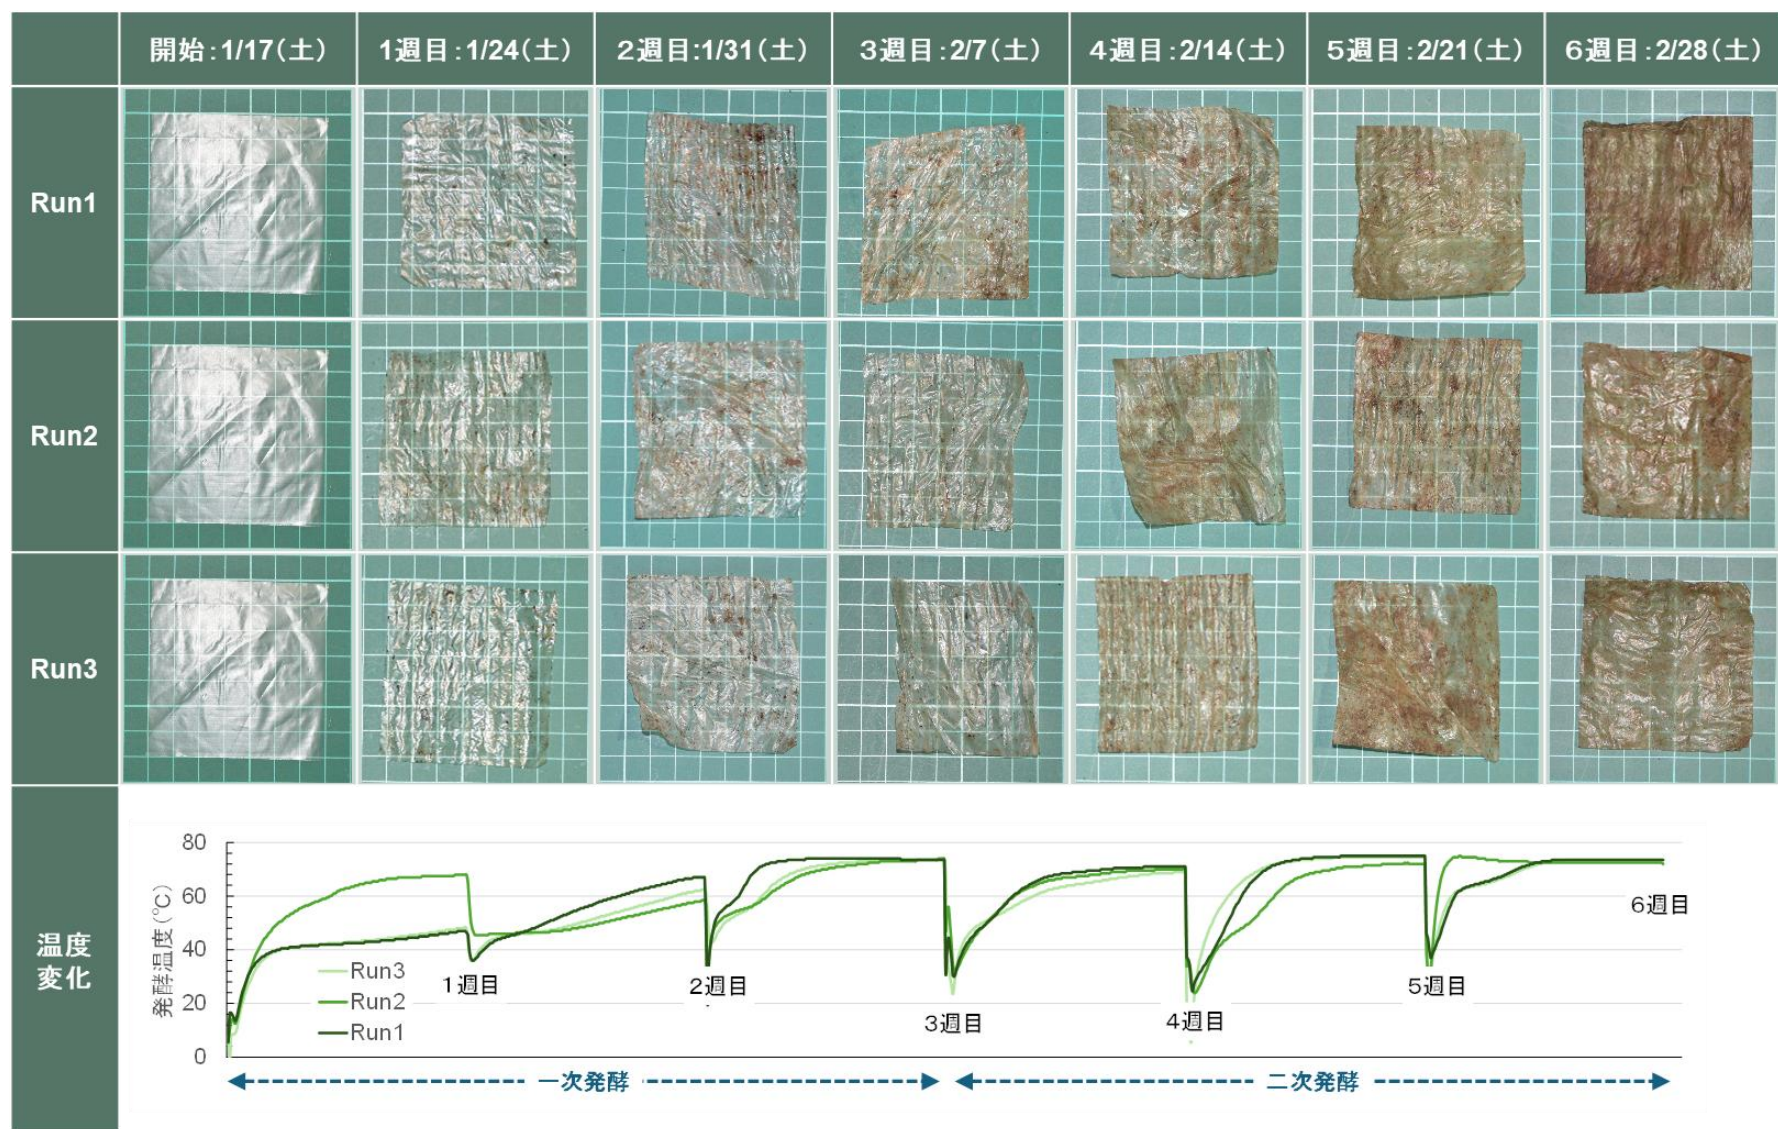 開始:1/17(土) 1週目:1/24(土) 2週目:1/31(土) 3週目:2/7(土) 4週目:2/14(土) 5週目:2/21(土) 6週目:2/28(土)
Run1
Run2
Run3
温度
変化
発酵温度(℃)
80
60
40
20
0
Run3
Run2
Run1
1週目
2週目
3週目
4週目
5週目
6週目
一次発酵
二次発酵